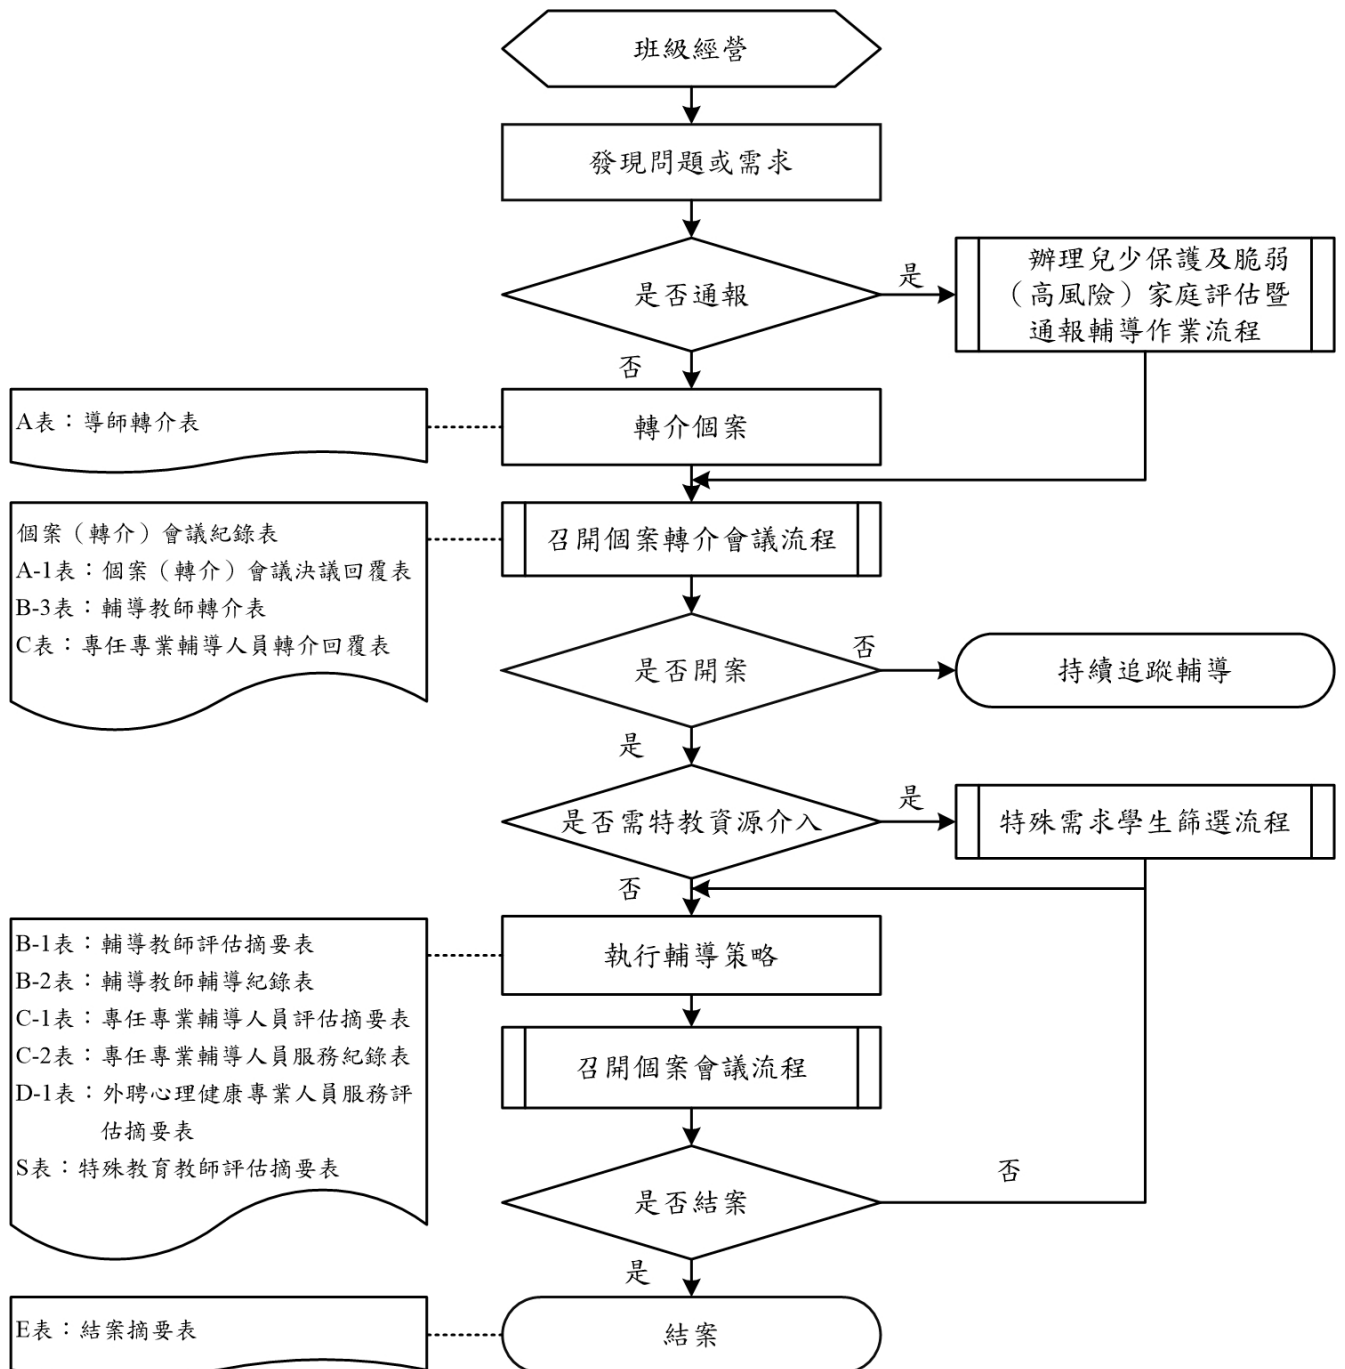 班級經營
發現問題或需求
是否通報
是
辦理兒少保護及脆弱
（高風險）家庭評估暨
通報輔導作業流程
否
A表：導師轉介表
轉介個案
個案（轉介）會議紀錄表
A-1表：個案（轉介）會議決議回覆表
B-3表：輔導教師轉介表
C表：專任專業輔導人員轉介回覆表
召開個案轉介會議流程
是否開案
否
持續追蹤輔導
是
是否需特教資源介入
是
特殊需求學生篩選流程
否
B-1表：輔導教師評估摘要表
B-2表：輔導教師輔導紀錄表
C-1表：專任專業輔導人員評估摘要表
C-2表：專任專業輔導人員服務紀錄表
D-1表：外聘心理健康專業人員服務評
估摘要表
S表：特殊教育教師評估摘要表
執行輔導策略
召開個案會議流程
是否結案
否
是
E表：結案摘要表
結案